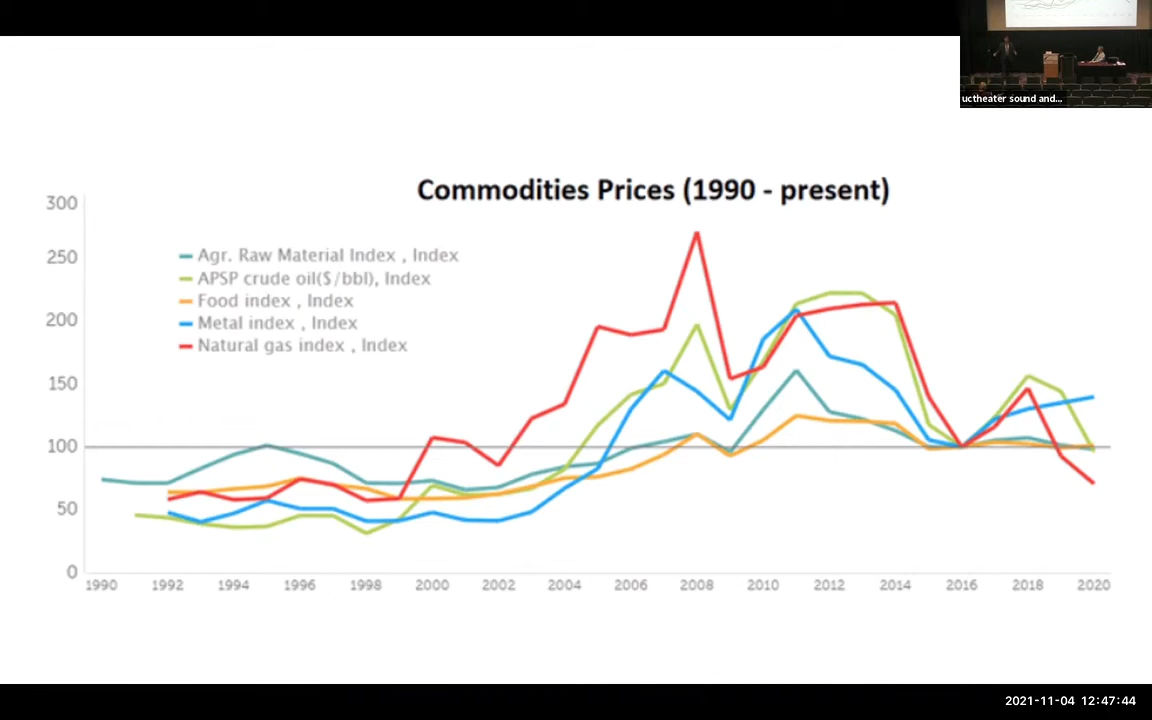 uctheater sound and...
Commodities Prices (1990 - present)
300
250
200
150
100
50
0
Agr. Raw Material Index , Index
APSP crude oil($/bbl), Index
Food index , Index
Metal index , Index
Natural gas index , Index
1990 1992 1994 1996 1998 2000 2002 2004 2006 2008 2010 2012 2014 2016 2018 2020
2021-11-04 12:47:44